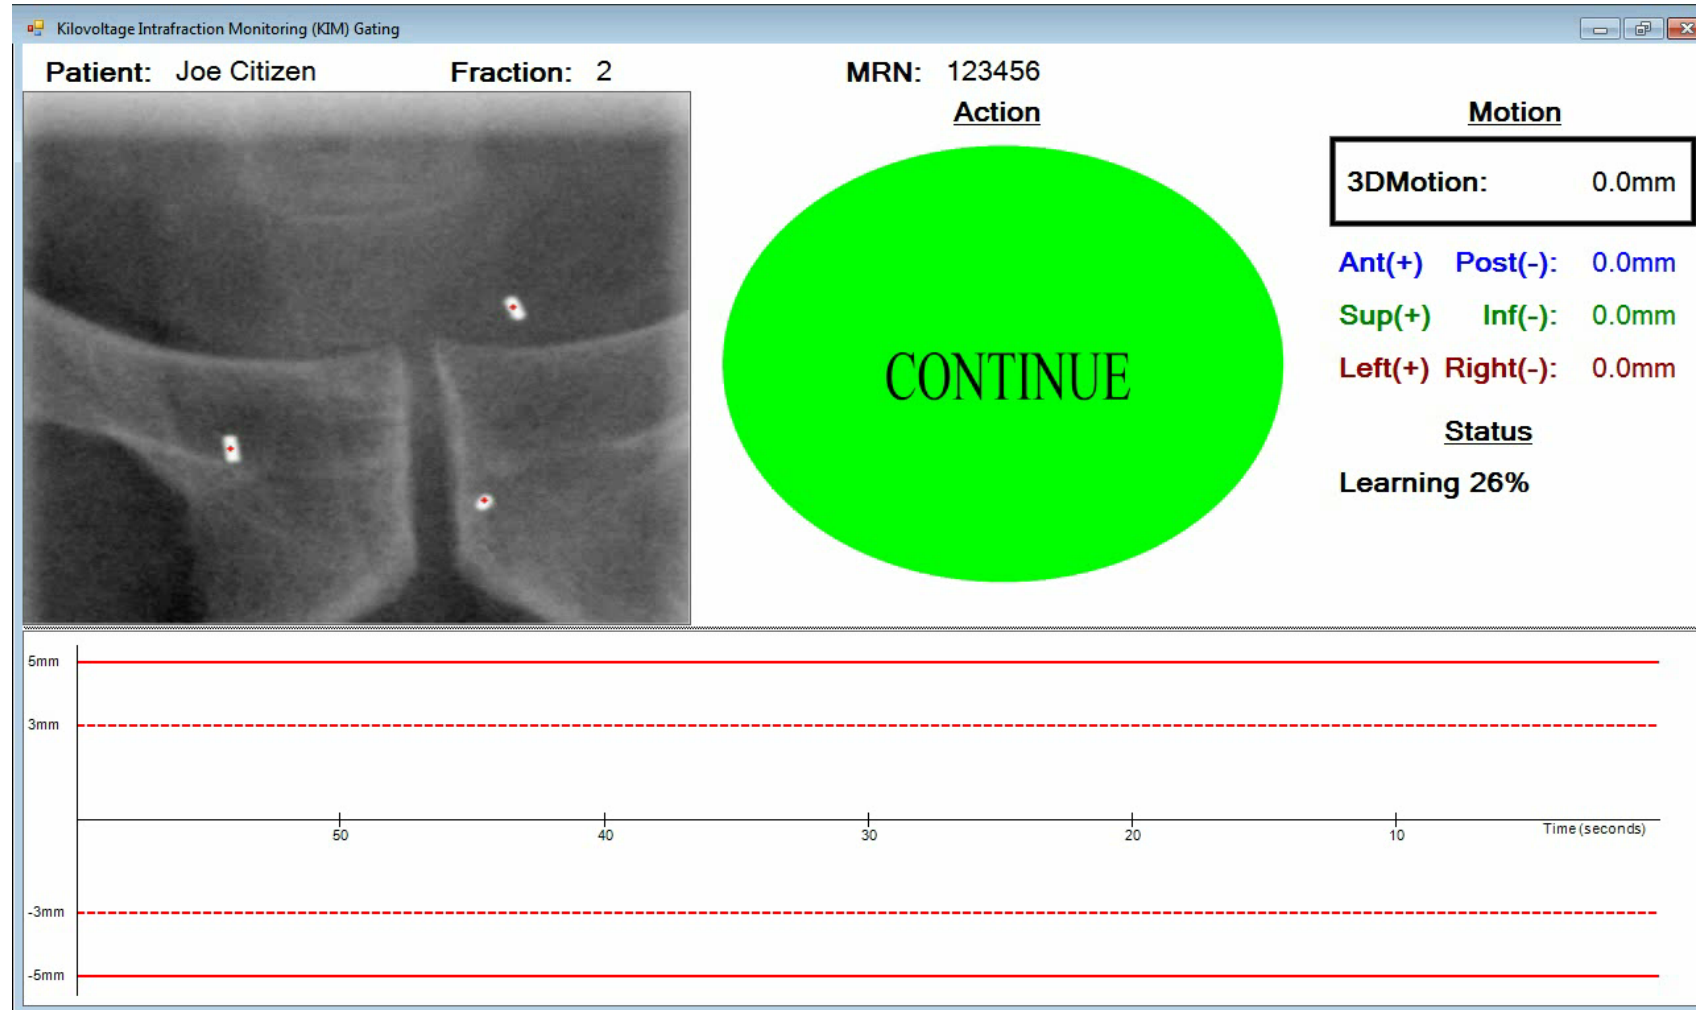 Kilovoltage Intrafraction Monitoring (KIM) Gating
Patient: Joe Citizen Fraction: 2 MRN: 123456
Action
CONTINUE
Motion
3DMotion: 0.0mm
Ant(+) Post(-): 0.0mm
Sup(+) Inf(-): 0.0mm
Left(+) Right(-): 0.0mm
Status
Learning 26%
5mm
3mm
50 40 30 20 10 Time (seconds)
-3mm
-5mm